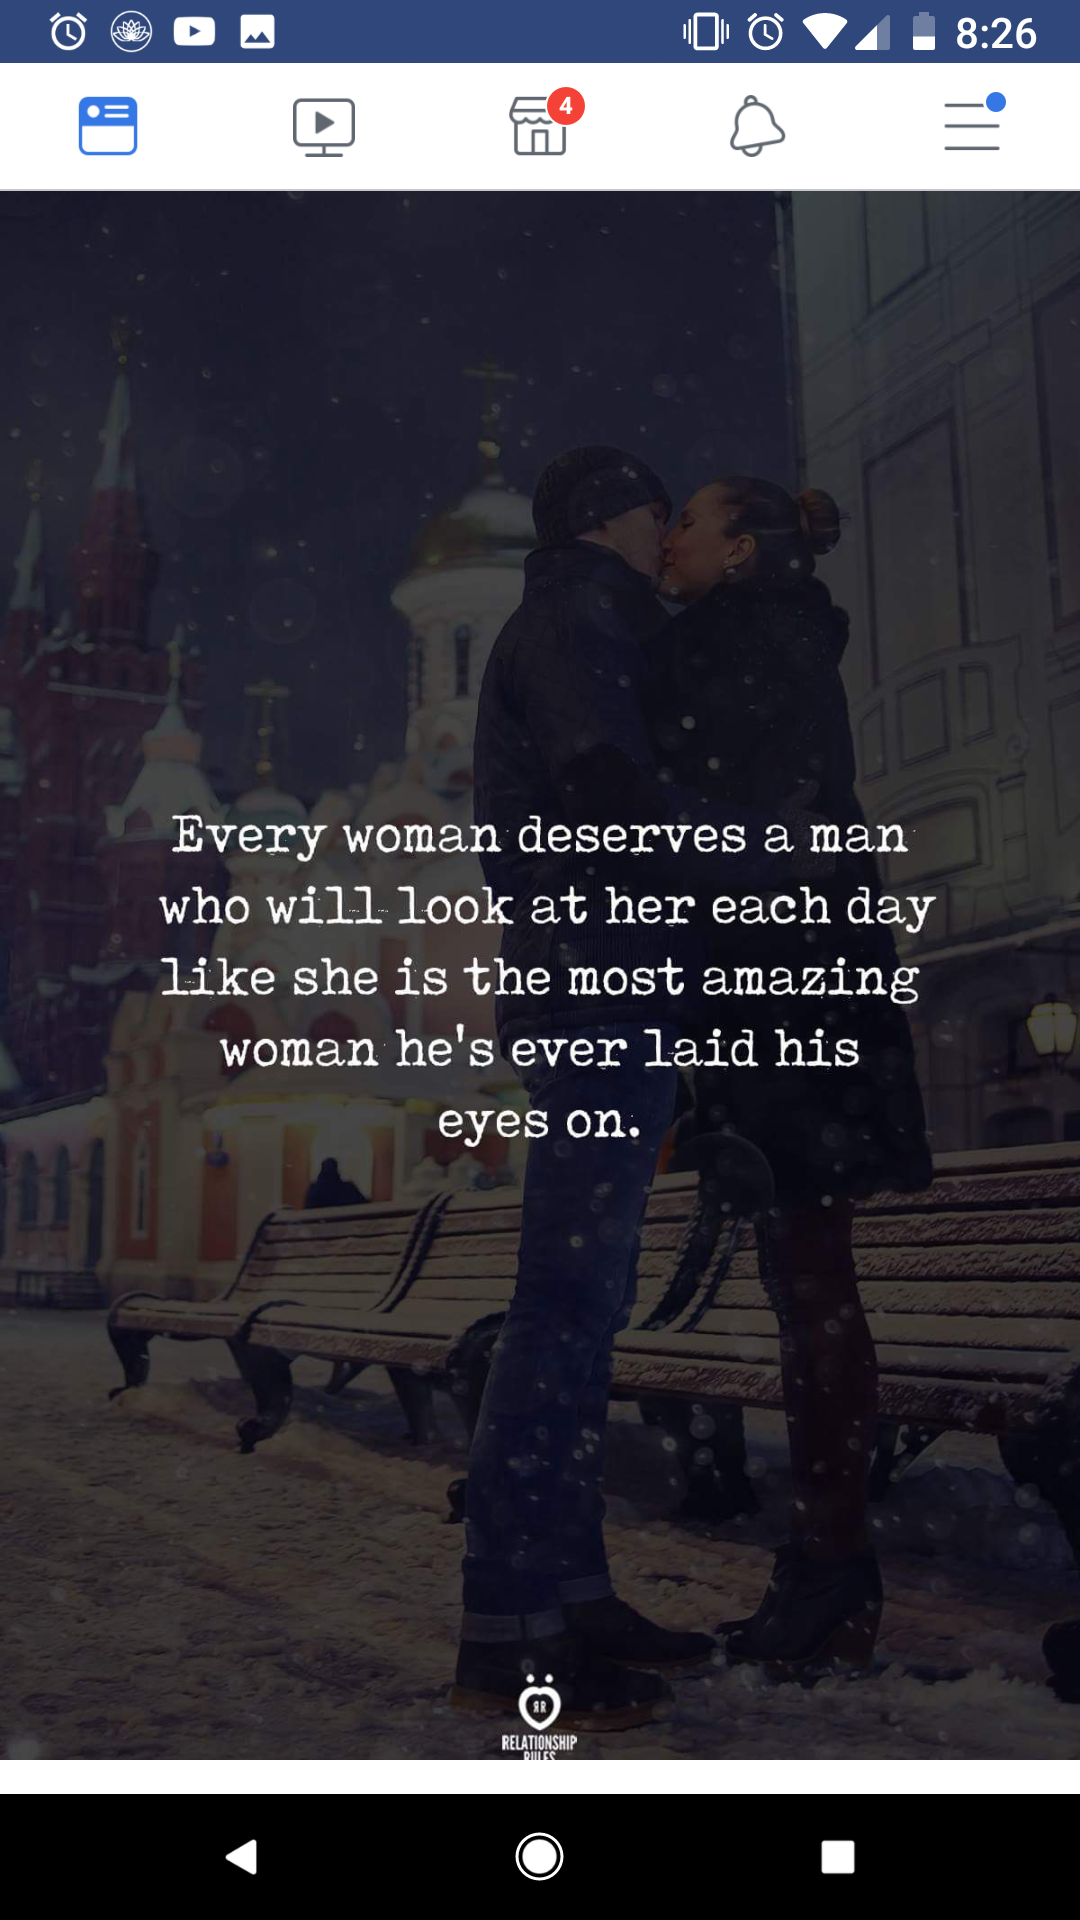 8:26
4
Every woman deserves a man
who will look at her each day
like she is the most amazing
woman he's ever laid his
eyes on.
RR
RELATIONSHIP
RULES